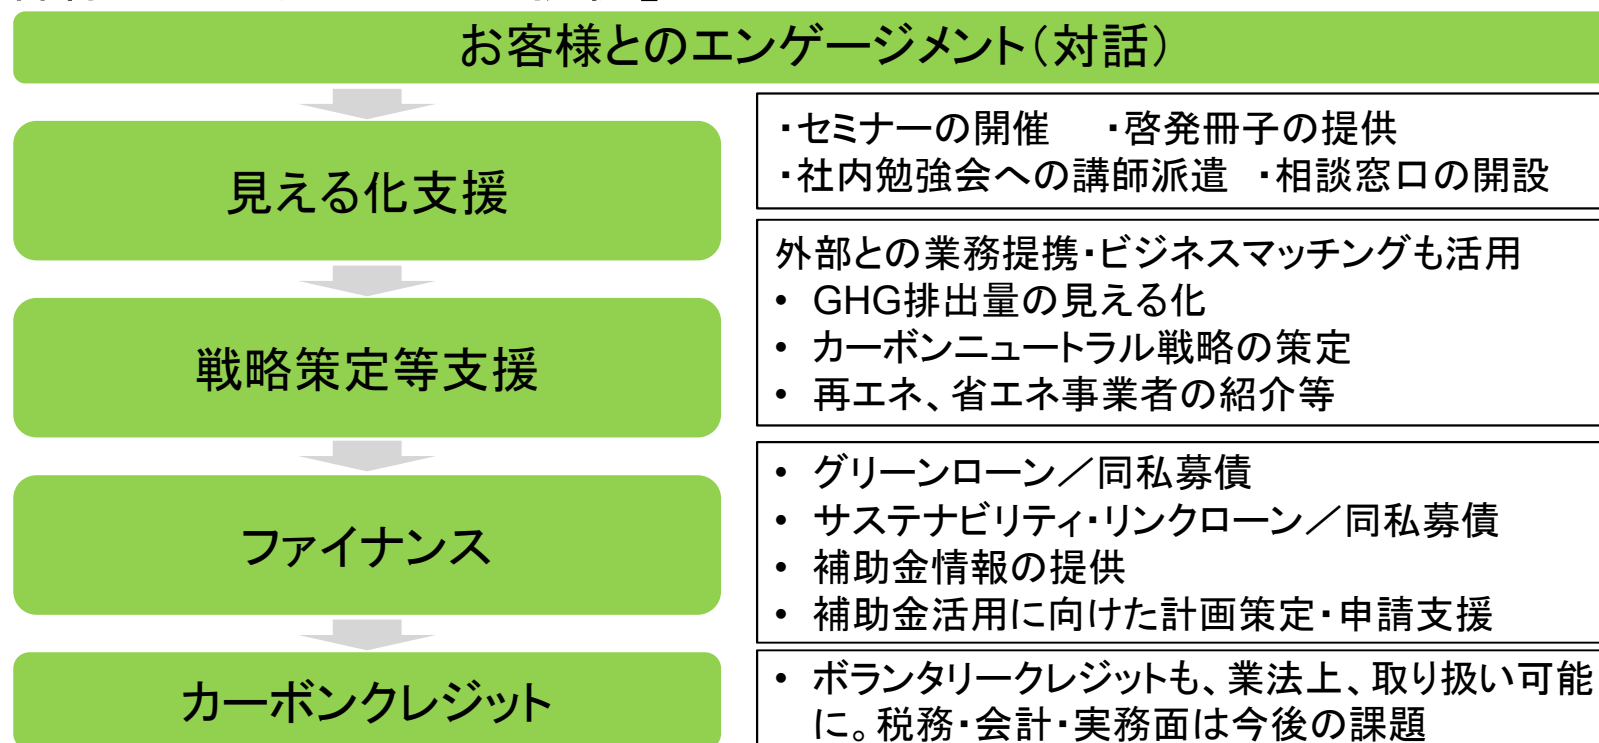 お客様とのエンゲージメント（対話）
見える化支援
・セミナーの開催　・啓発冊子の提供
・社内勉強会への講師派遣　・相談窓口の開設
戦略策定等支援
外部との業務提携・ビジネスマッチングも活用
• GHG排出量の見える化
• カーボンニュートラル戦略の策定
• 再エネ、省エネ事業者の紹介等
ファイナンス
• グリーンローン／同私募債
• サステナビリティ・リンクローン／同私募債
• 補助金情報の提供
• 補助金活用に向けた計画策定・申請支援
カーボンクレジット
• ボランタリークレジットも、業法上、取り扱い可能
に。税務・会計・実務面は今後の課題